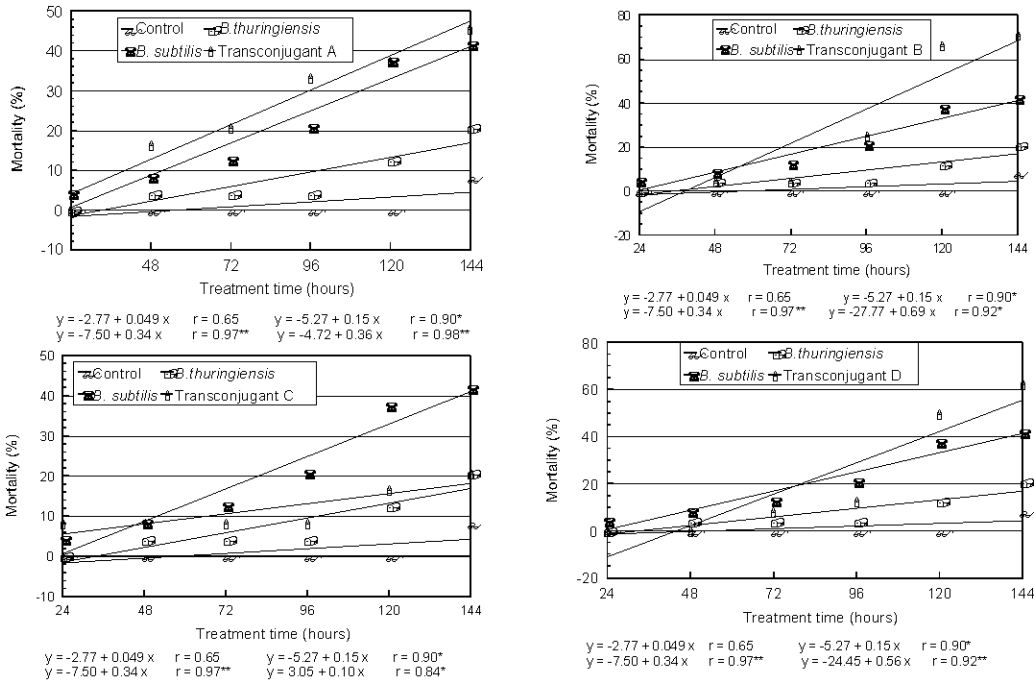 Control B.thuringiensis
B. subtilis Transconjugant A
50
40
30
20
10
0
-10
Mortality (%)
48 72 96 120 144
Treatment time (hours)
y = -2.77 + 0.049 x r = 0.65 y = -5.27 + 0.15 x r = 0.90*
y = -7.50 + 0.34 x r = 0.97** y = -4.72 + 0.36 x r = 0.98**
Control B.thuringiensis
B. subtilis Transconjugant B
80
60
40
20
0
-20
Mortality (%)
24 48 72 96 120 144
Treatment time (hours)
y = -2.77 + 0.049 x r = 0.65 y = -5.27 + 0.15 x r = 0.90*
y = -7.50 + 0.34 x r = 0.97** y = -27.77 + 0.69 x r = 0.92*
Control B.thuringiensis
B. subtilis Transconjugant C
50
40
30
20
10
0
-10
Mortality (%)
24 48 72 96 120 144
Treatment time (hours)
y = -2.77 + 0.049 x r = 0.65 y = -5.27 + 0.15 x r = 0.90*
y = -7.50 + 0.34 x r = 0.97** y = 3.05 + 0.10 x r = 0.84*
Control B.thuringiensis
B. subtilis Transconjugant D
80
60
40
20
0
-20
Mortality (%)
24 48 72 96 120 144
Treatment time (hours)
y = -2.77 + 0.049 x r = 0.65 y = -5.27 + 0.15 x r = 0.90*
y = -7.50 + 0.34 x r = 0.97** y = -24.45 + 0.56 x r = 0.92**